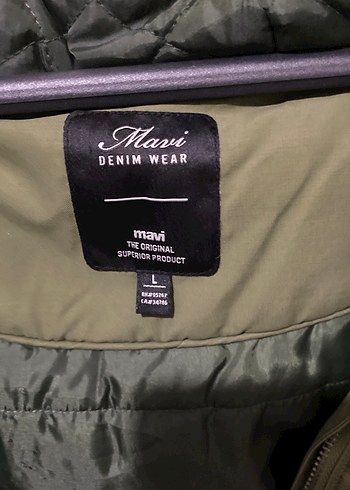 Mavi
DENIM WEAR
mavi
THE ORIGINAL
SUPERIOR PRODUCT
L